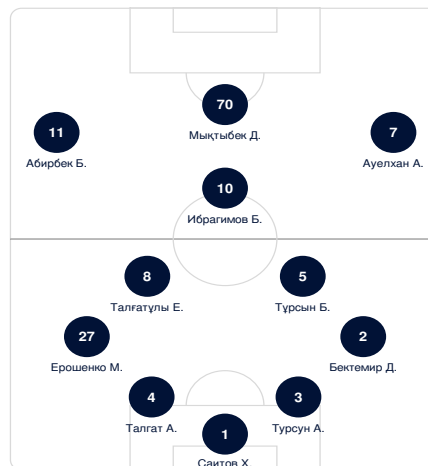 70
Мықтыбек Д.
11
Абирбек Б.
7
Ауелхан А.
10
Ибрагимов Б.
8
Талғатұлы Е.
5
Тұрсын Б.
27
Ерошенко М.
2
Бектемир Д.
4
Талгат А.
3
Турсун А.
1
Саитов Х.